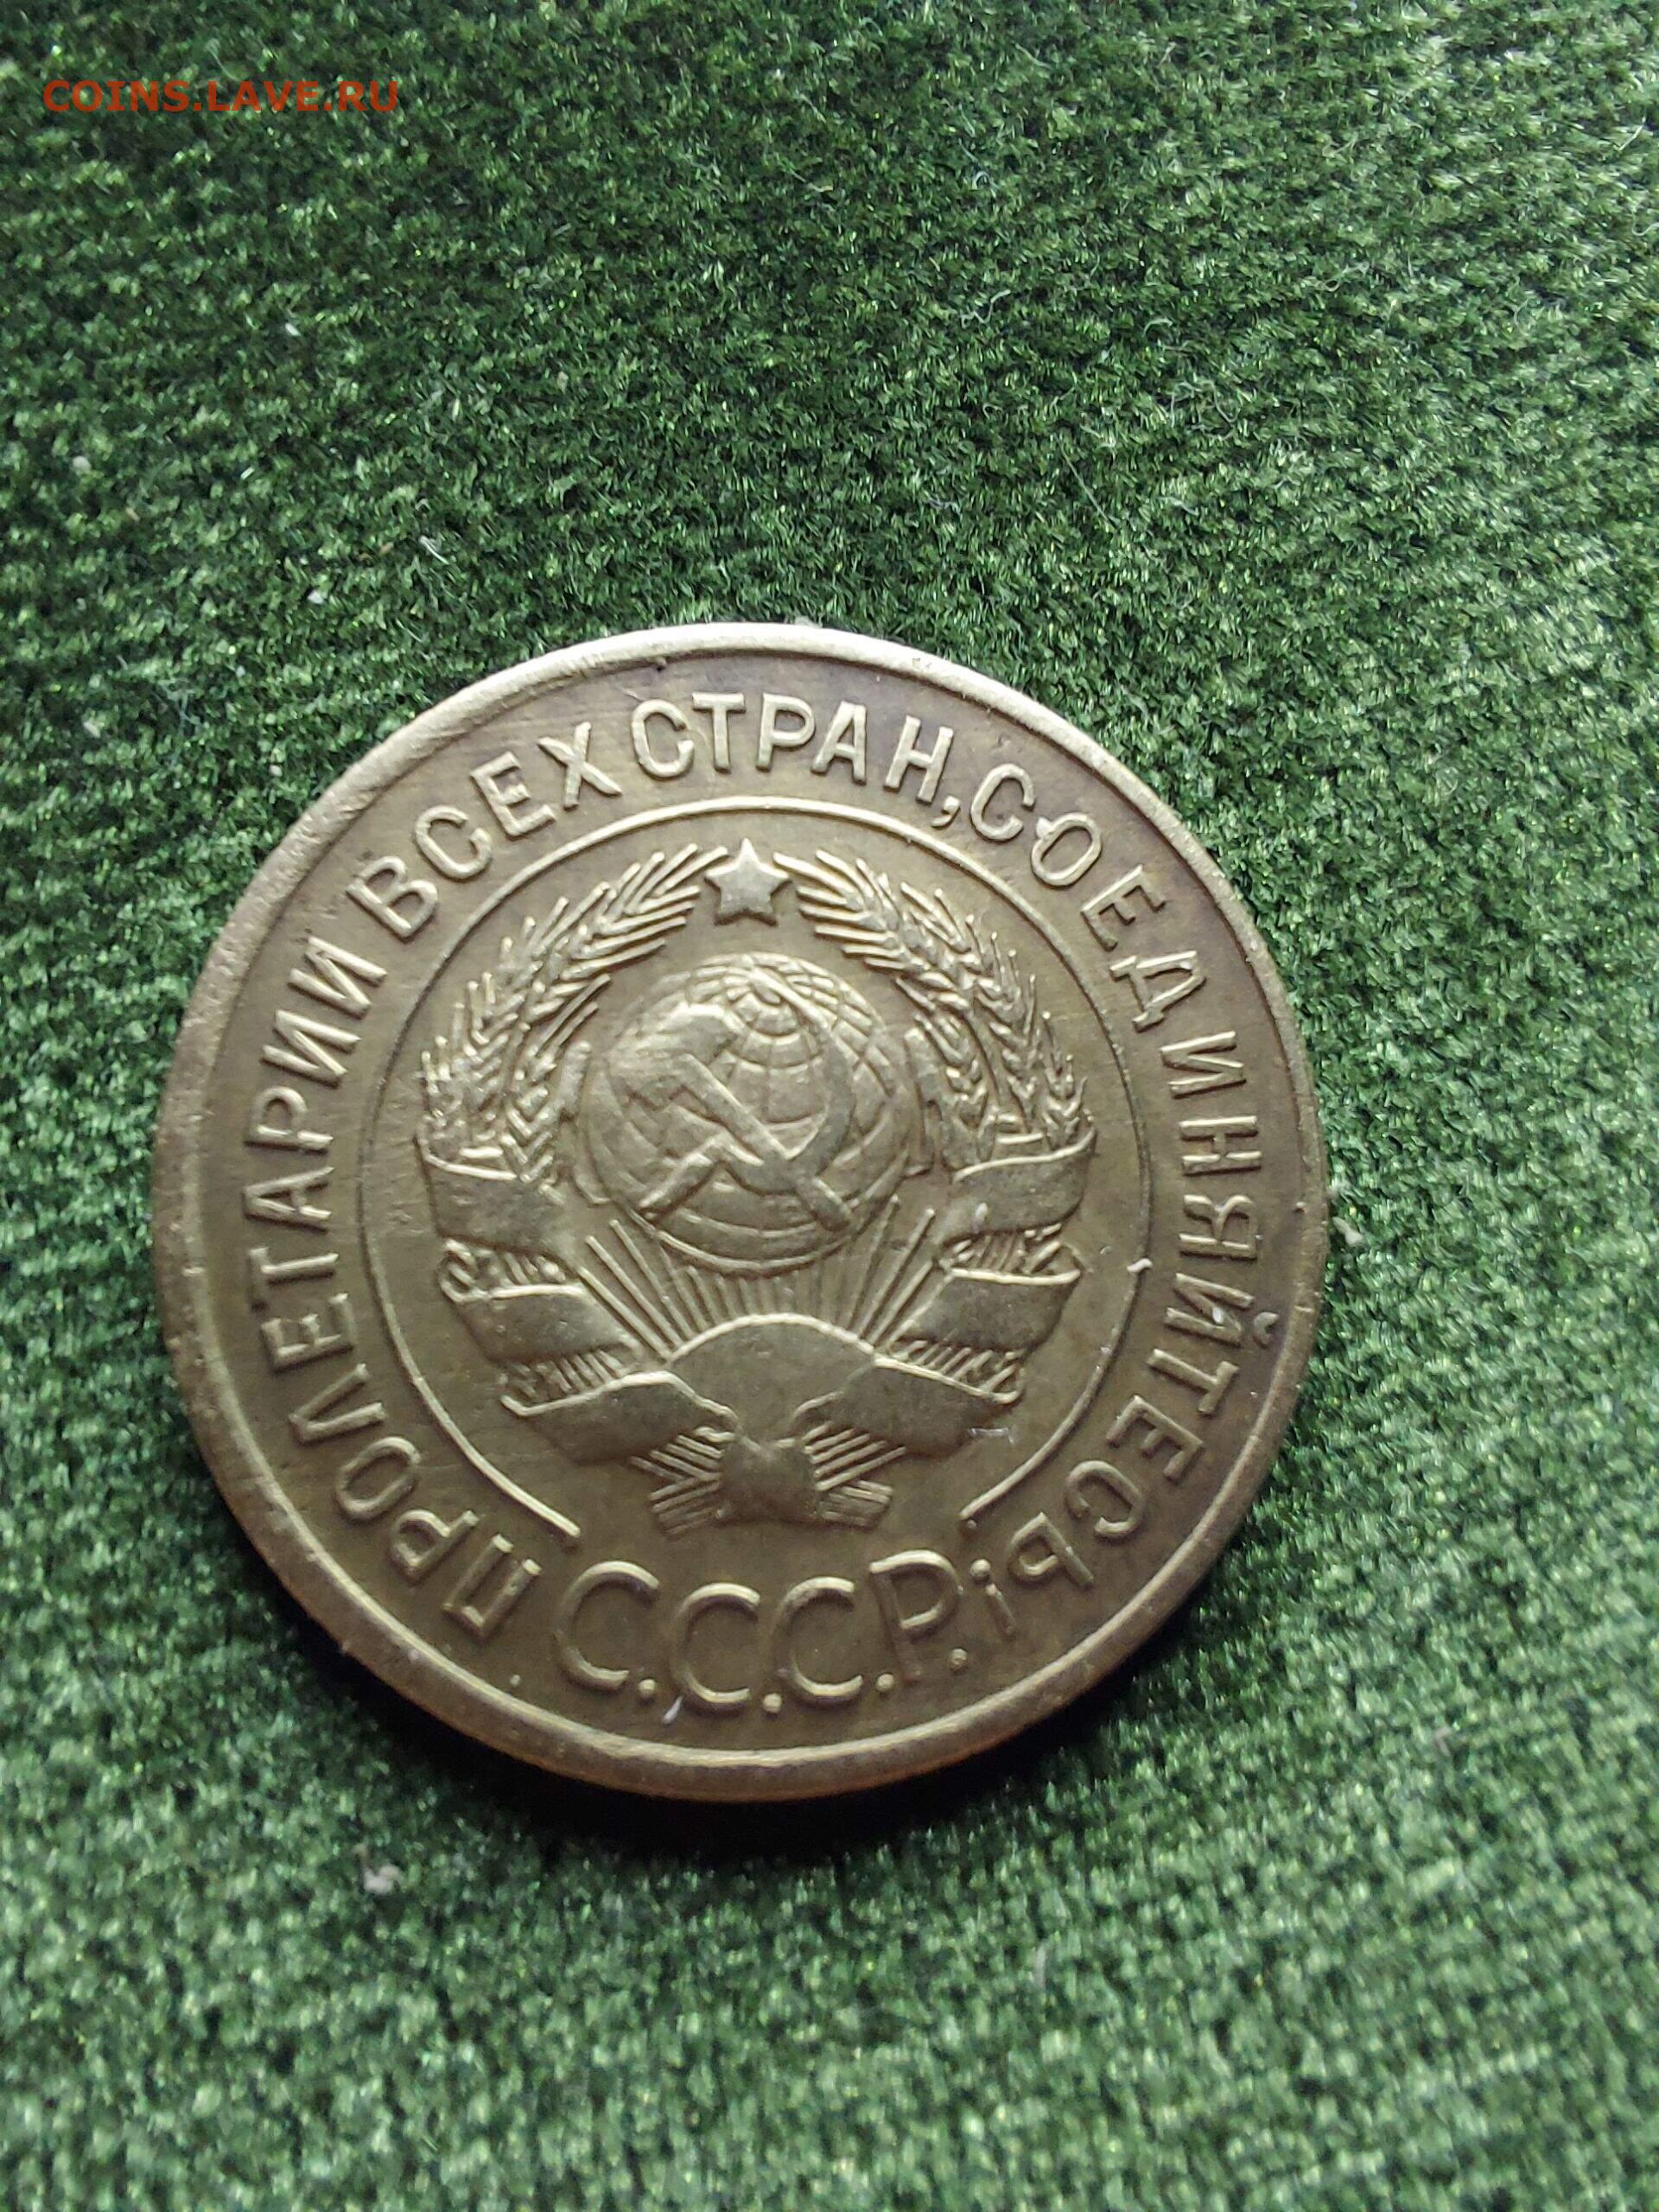 COINS.LAVE.RU
ПРОЛЕТАРИИ ВСЕХ СТРАН, СОЕДИНЯЙТЕСЬ!
С.С.С.Р.